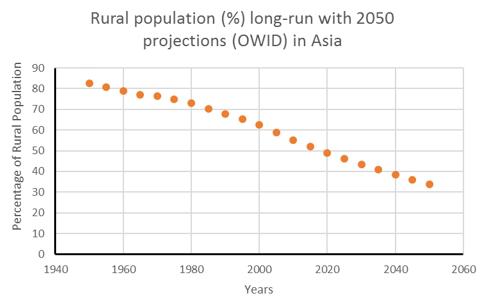 Rural population (%) long-run with 2050
projections (OWID) in Asia
Percentage of Rural Population
90
80
70
60
50
40
30
20
10
0
1940 1960 1980 2000 2020 2040 2060
Years